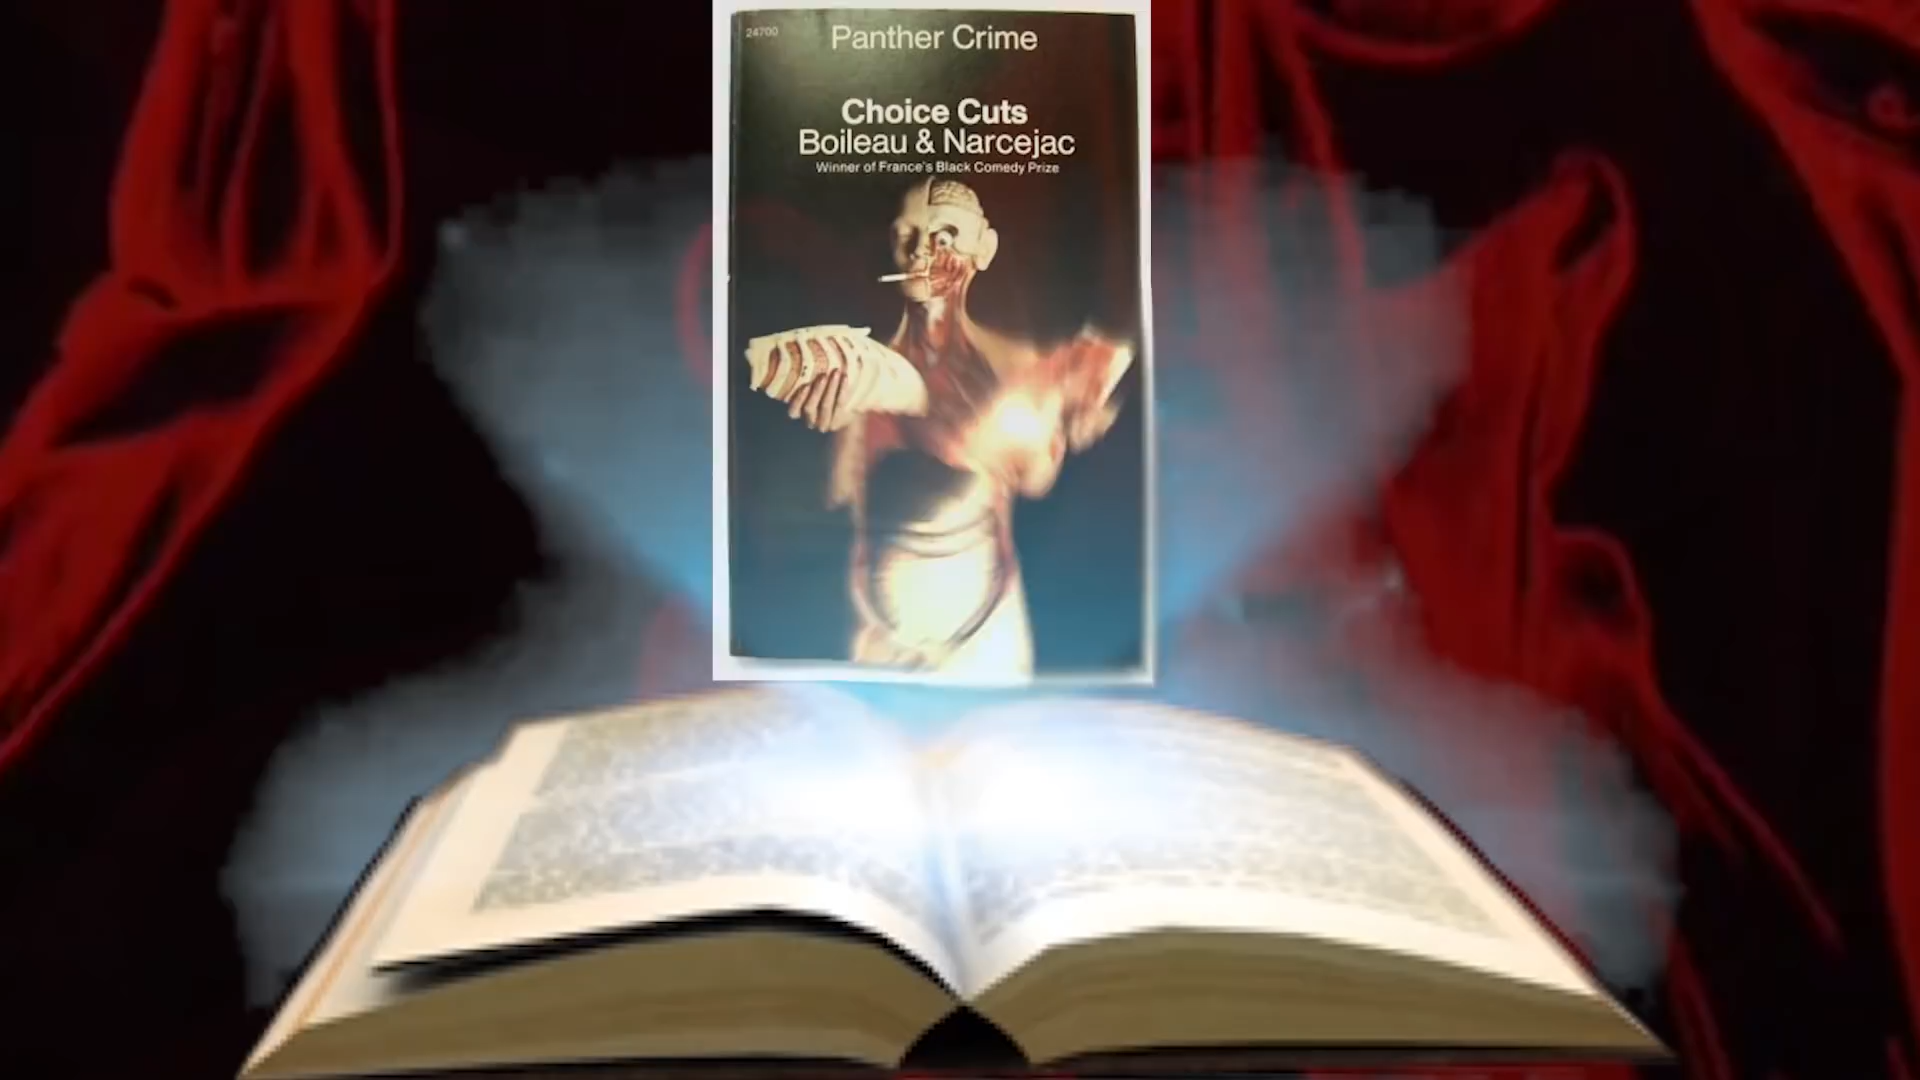 24700
Panther Crime
Choice Cuts
Boileau & Narcejac
Winner of France's Black Comedy Prize